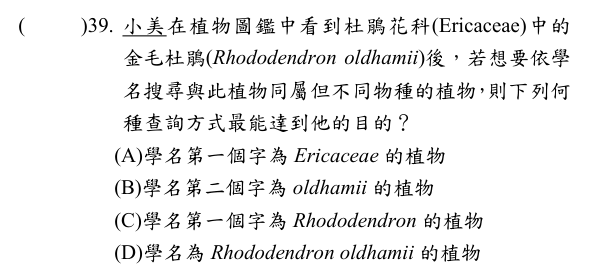 (　　)39. 小美在植物圖鑑中看到杜鵑花科(Ericaceae)中的
金毛杜鵑(Rhododendron oldhamii)後，若想要依學
名搜尋與此植物同屬但不同物種的植物，則下列何
種查詢方式最能達到他的目的？
(A)學名第一個字為 Ericaceae 的植物
(B)學名第二個字為 oldhamii 的植物
(C)學名第一個字為 Rhododendron 的植物
(D)學名為 Rhododendron oldhamii 的植物